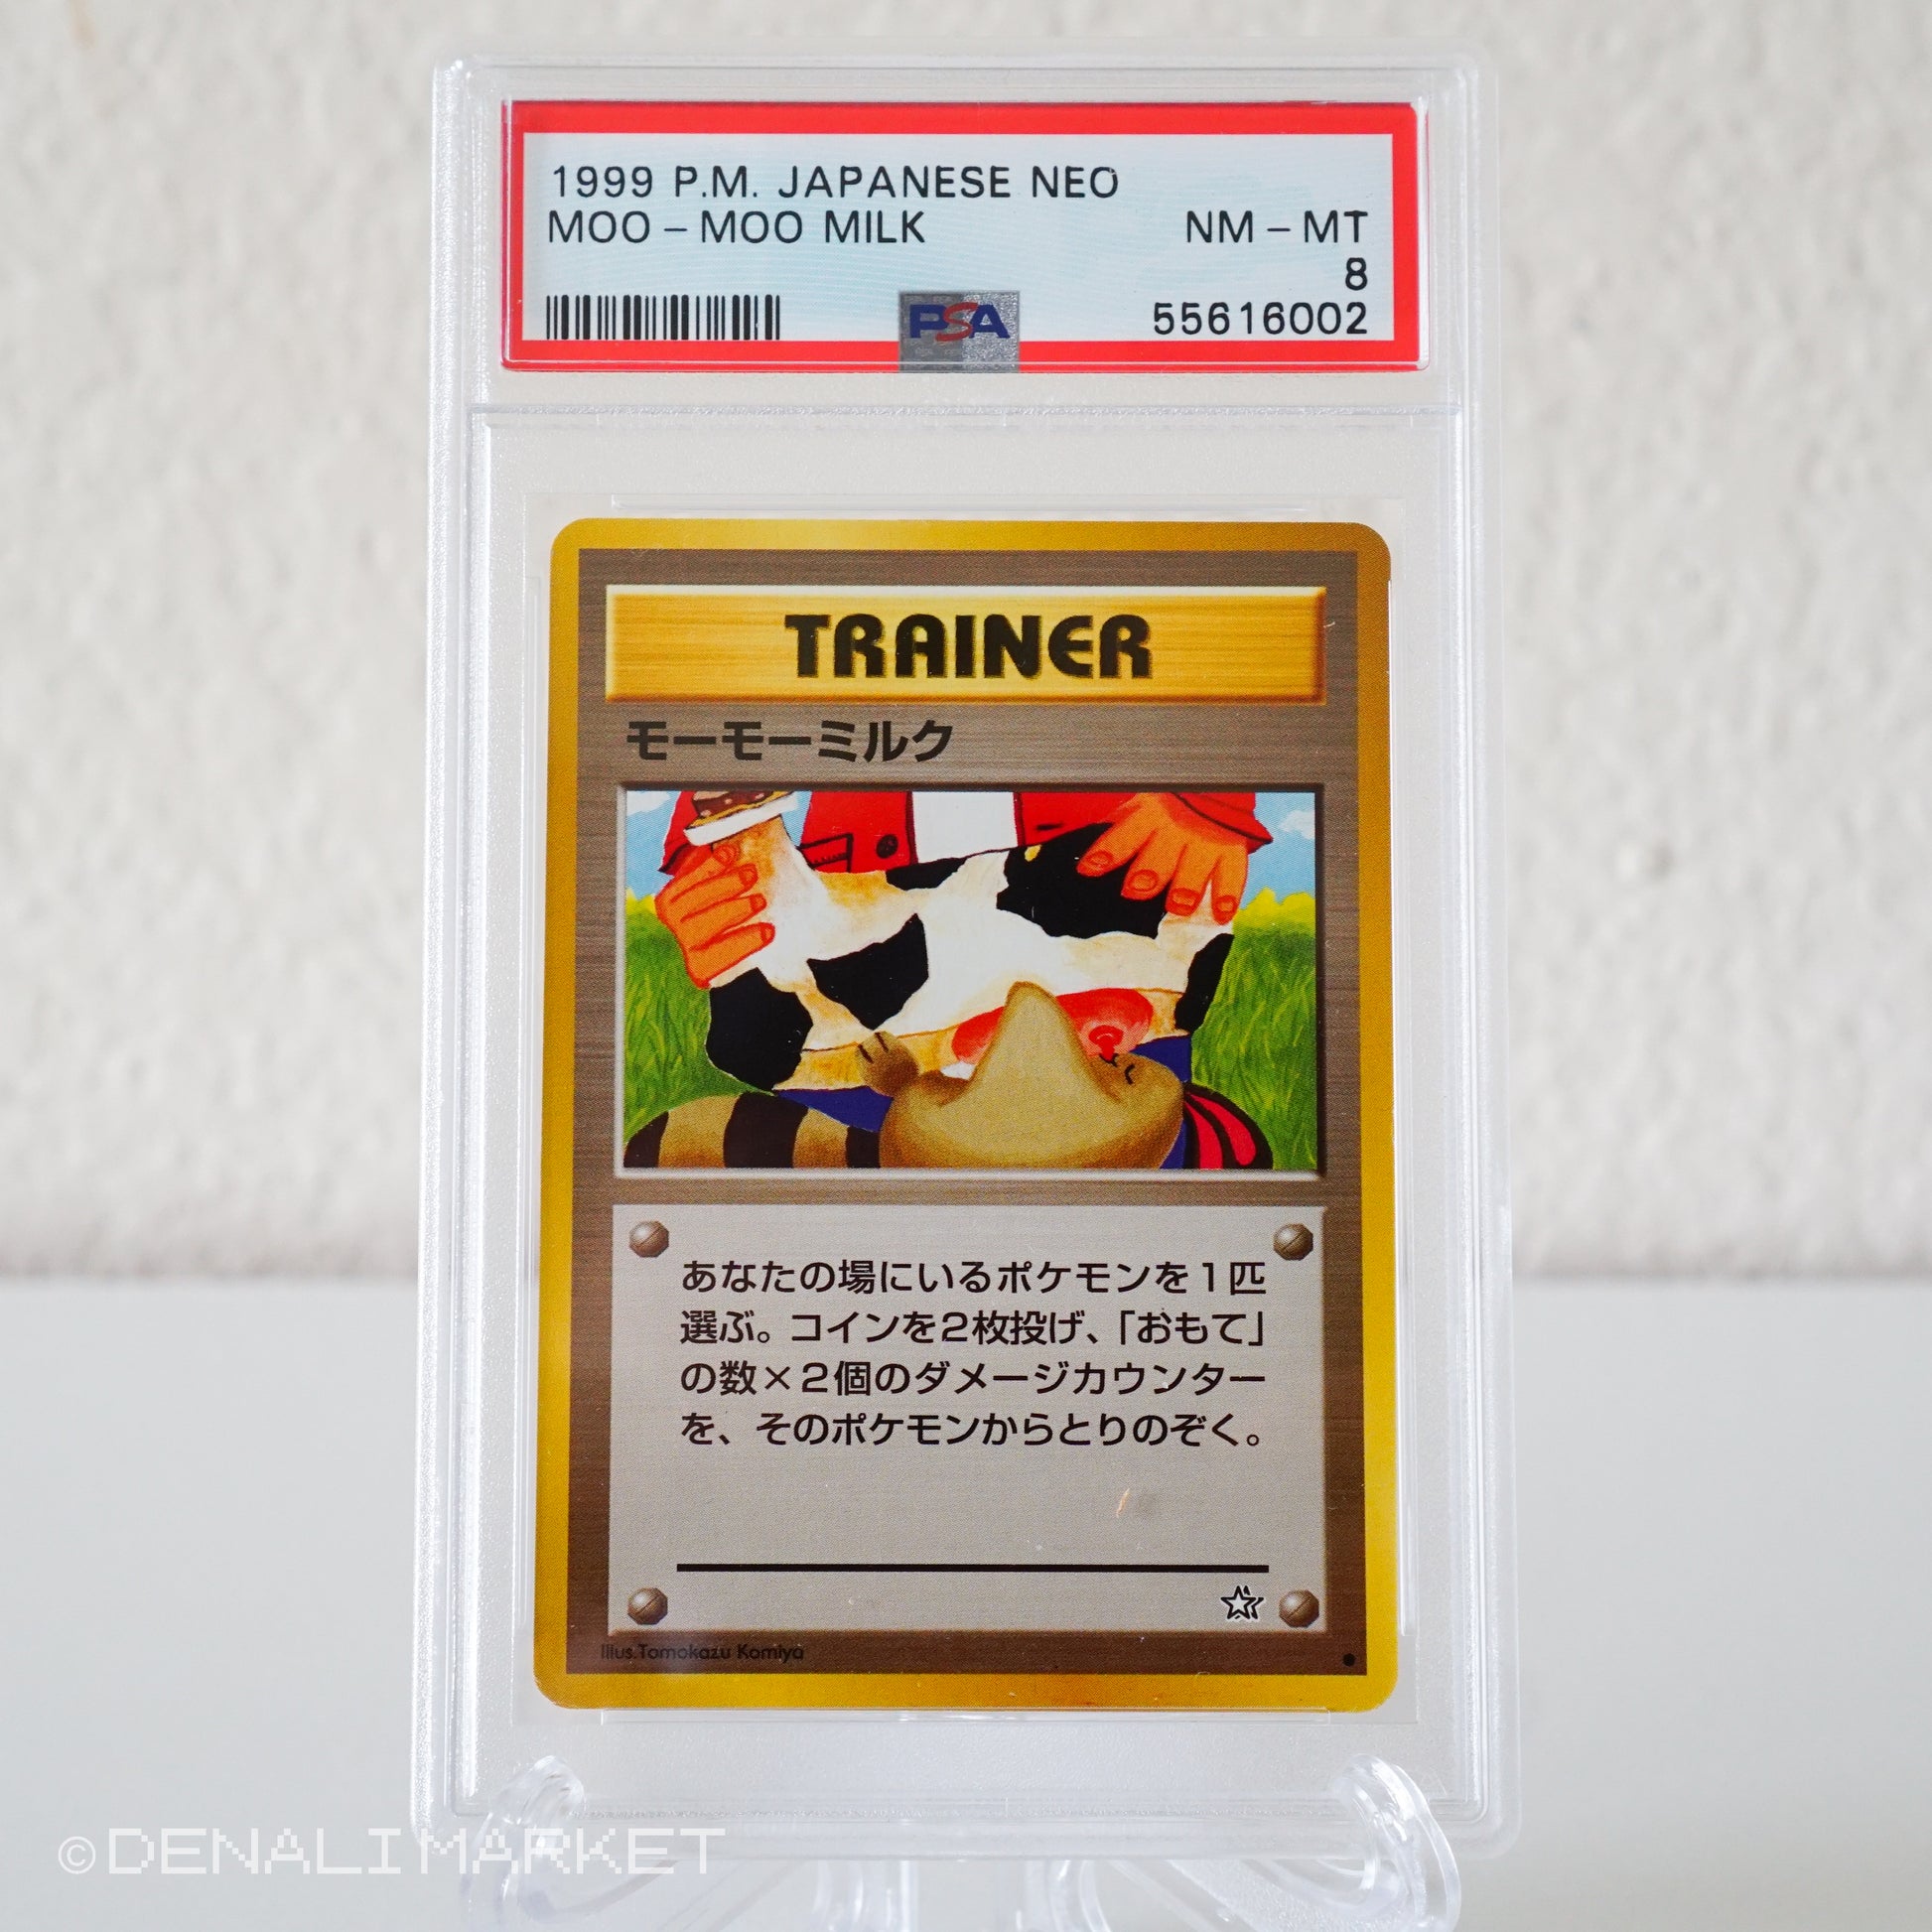 1999 P.M. JAPANESE NEO
MOO-MOO MILK NM-MT
8
PSA 55616002
TRAINER
モーモーミルク
あなたの場にいるポケモンを1匹
選ぶ。コインを2枚投げ、「おもて」
の数×2個のダメージカウンター
を、そのポケモンからとりのぞく。
Illus.Tomokazu Komiya
©DENALI MARKET